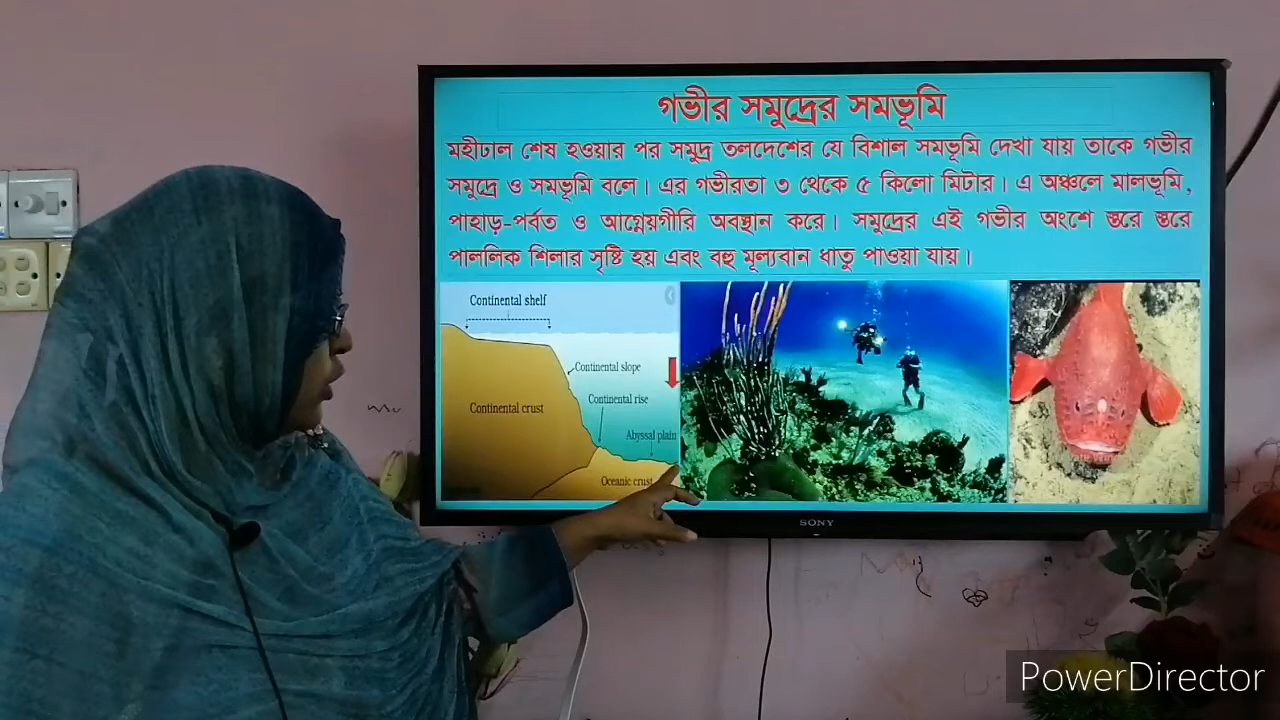 গভীর সমুদ্রের সমভূমি
মহীঢাল শেষ হওয়ার পর সমুদ্র তলদেশের যে বিশাল সমভূমি দেখা যায় তাকে গভীর
সমুদ্রে ও সমভূমি বলে। এর গভীরতা ৩ থেকে ৫ কিলো মিটার। এ অঞ্চলে মালভূমি,
পাহাড়-পর্বত ও আগ্নেয়গীরি অবস্থান করে। সমুদ্রের এই গভীর অংশে স্তরে স্তরে
পাললিক শিলার সৃষ্টি হয় এবং বহু মূল্যবান ধাতু পাওয়া যায়।
Continental shelf
Continental slope
Continental rise
Continental crust
Abyssal plain
Oceanic crust
SONY
PowerDirector